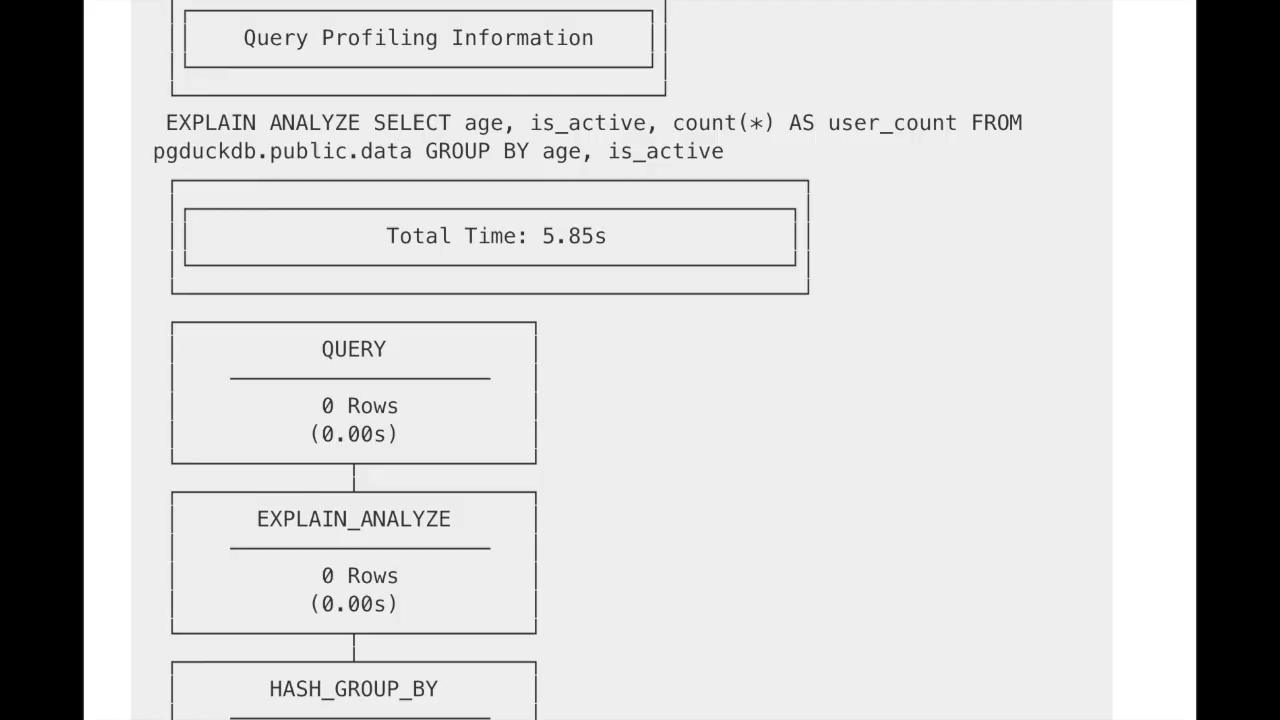 Query Profiling Information
EXPLAIN ANALYZE SELECT age, is_active, count(*) AS user_count FROM
pgduckdb.public.data GROUP BY age, is_active
Total Time: 5.85s
QUERY
0 Rows
(0.00s)
EXPLAIN_ANALYZE
0 Rows
(0.00s)
HASH_GROUP_BY